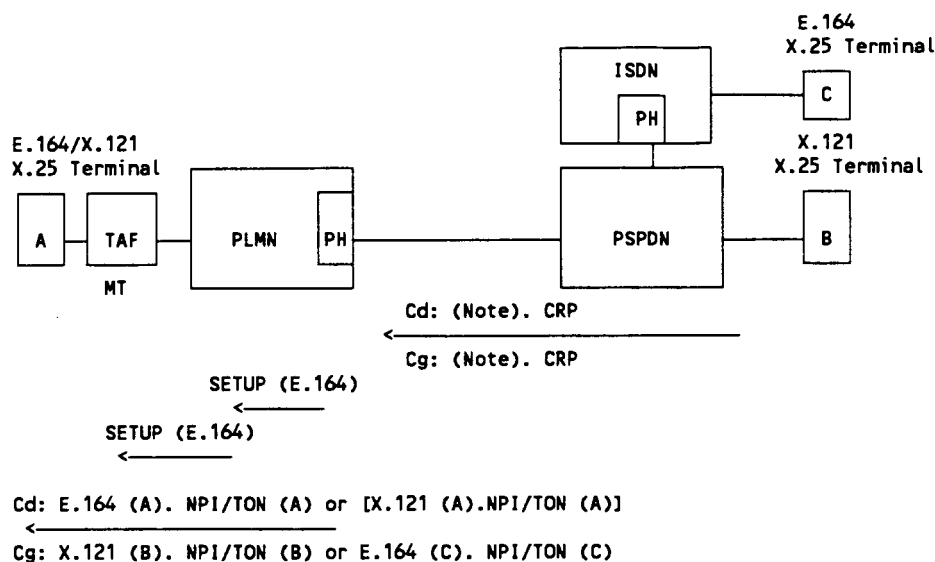 E.164
X.25 Terminal
ISDN
C
PH
E.164/X.121
X.25 Terminal
X.121
X.25 Terminal
A
TAF
PLMN
PH
PSPDN
B
MT
Cd: (Note). CRP
Cg: (Note). CRP
SETUP (E.164)
SETUP (E.164)
Cd: E.164 (A). NPI/TON (A) or [X.121 (A).NPI/TON (A)]
Cg: X.121 (B). NPI/TON (B) or E.164 (C). NPI/TON (C)